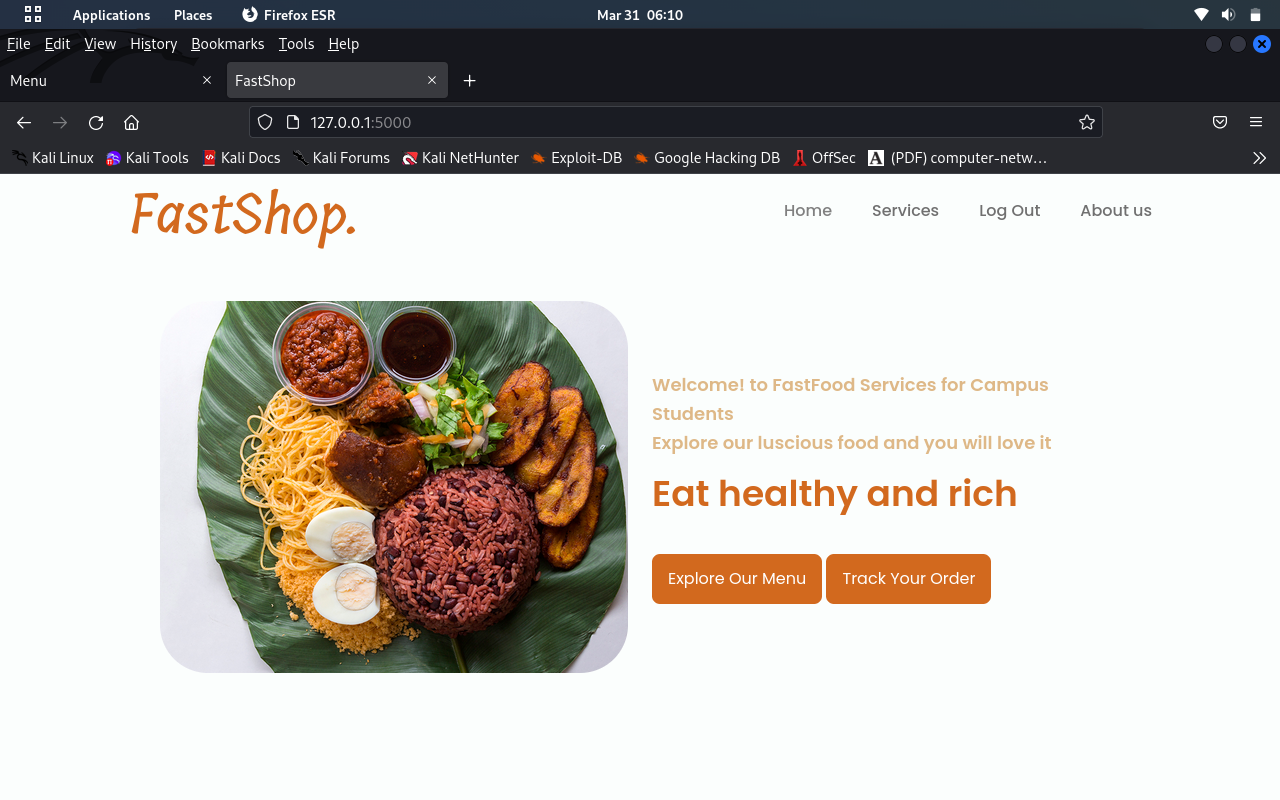 Applications Places Firefox ESR Mar 31 06:10
File Edit View History Bookmarks Tools Help
Menu FastShop
127.0.0.1:5000
Kali Linux Kali Tools Kali Docs Kali Forums Kali NetHunter Exploit-DB Google Hacking DB OffSec A (PDF) computer-netw…
FastShop. Home Services Log Out About us
Welcome! to FastFood Services for Campus
Students
Explore our luscious food and you will love it
Eat healthy and rich
Explore Our Menu Track Your Order